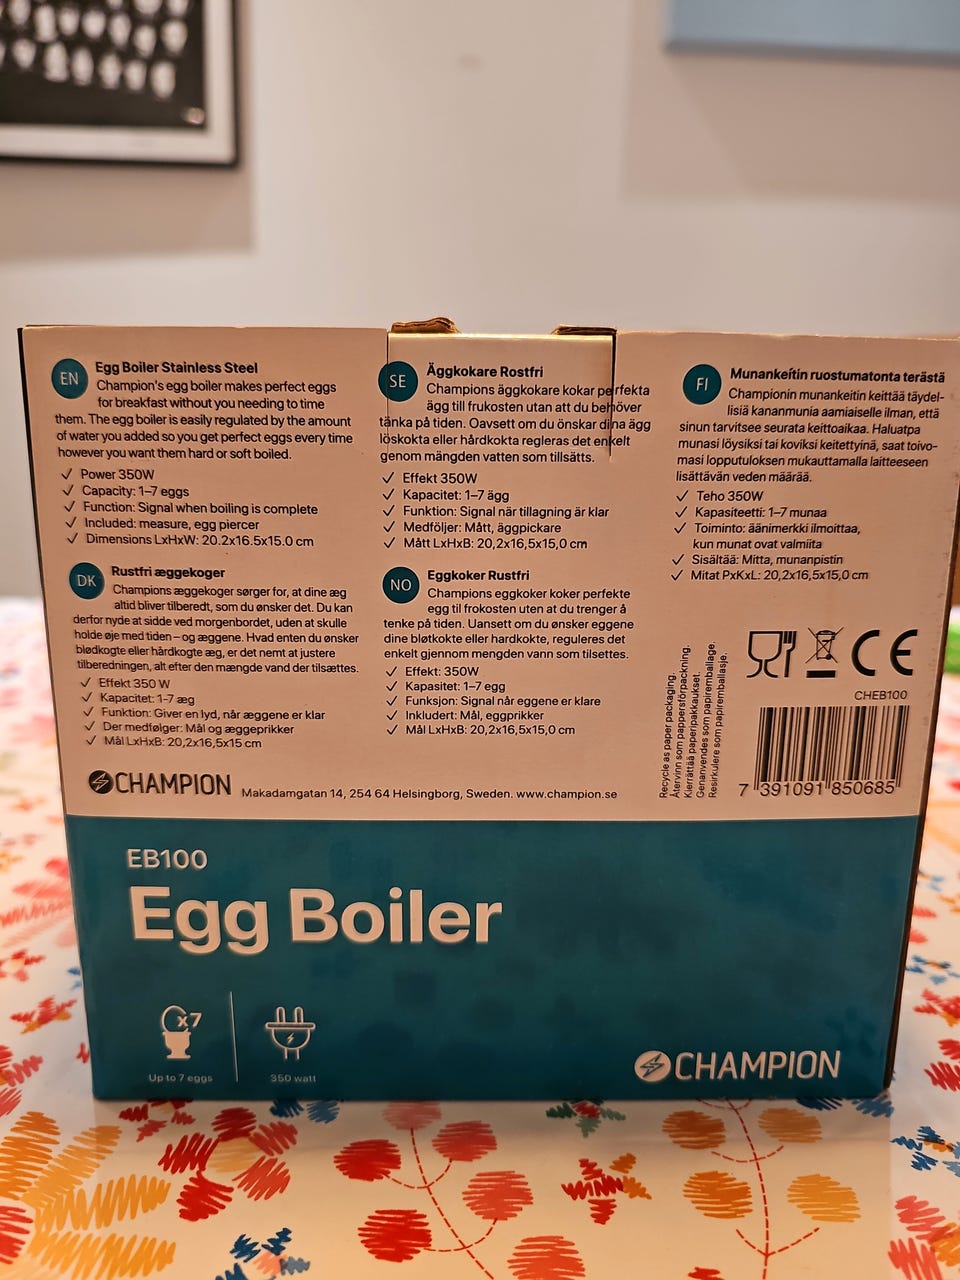 EN
Egg Boiler Stainless Steel
Champion's egg boiler makes perfect eggs
for breakfast without you needing to time
them. The egg boiler is easily regulated by the amount
of water you added so you get perfect eggs every time
however you want them hard or soft boiled.
✓ Power 350W
✓ Capacity: 1–7 eggs
✓ Function: Signal when boiling is complete
✓ Included: measure, egg piercer
✓ Dimensions LxHxW: 20.2x16.5x15.0 cm
DK
Rustfri æggekoger
Champions æggekoger sørger for, at dine æg
altid bliver tilberedt, som du ønsker det. Du kan
derfor nyde at sidde ved morgenbordet, uden at skulle
holde øje med tiden – og æggene. Hvad enten du ønsker
blødkogte eller hårdkogte æg, er det nemt at justere
tilberedningen, alt efter den mængde vand der tilsættes.
✓ Effekt 350 W
✓ Kapacitet: 1-7 æg
✓ Funktion: Giver en lyd, når æggene er klar
✓ Der medfølger: Mål og æggeprikker
✓ Mål LxHxB: 20,2x16,5x15 cm
SE
Äggkokare Rostfri
Champions äggkokare kokar perfekta
ägg till frukosten utan att du behöver
tänka på tiden. Oavsett om du önskar dina ägg
löskokta eller hårdkokta regleras det enkelt
genom mängden vatten som tillsätts.
✓ Effekt 350W
✓ Kapacitet: 1–7 ägg
✓ Funktion: Signal när tillagning är klar
✓ Medföljer: Mått, äggpickare
✓ Mått LxHxB: 20,2x16,5x15,0 cm
NO
Eggkoker Rustfri
Champions eggkoker koker perfekte
egg til frokosten uten at du trenger å
tenke på tiden. Uansett om du ønsker eggene
dine bløtkokte eller hardkokte, reguleres det
enkelt gjennom mengden vann som tilsettes.
✓ Effekt: 350W
✓ Kapasitet: 1–7 egg
✓ Funksjon: Signal når eggene er klare
✓ Inkludert: Mål, eggprikker
✓ Mål LxHxB: 20,2x16,5x15,0 cm
FI
Munankeitin ruostumatonta terästä
Championin munankeitin keittää täydel-
lisiä kananmunia aamiaiselle ilman, että
sinun tarvitsee seurata keittoaikaa. Haluatpa
munasi löysiksi tai koviksi keitettyinä, saat toivo-
masi lopputuloksen mukauttamalla laitteeseen
lisättävän veden määrää.
✓ Teho 350W
✓ Kapasiteetti: 1–7 munaa
✓ Toiminto: äänimerkki ilmoittaa,
kun munat ovat valmiita
✓ Sisältää: Mitta, munanpistin
✓ Mitat PxKxL: 20,2x16,5x15,0 cm
Recycle as paper packaging.
Återvinn som pappersförpackning.
Kierrättää paperipakkaukset.
Genanvendes som papiremballage.
Resirkulere som papiremballasje.
CE
CHEB100
7 391091 850685
CHAMPION
Makadamgatan 14, 254 64 Helsingborg, Sweden. www.champion.se
EB100
Egg Boiler
x7
Up to 7 eggs
350 watt
CHAMPION